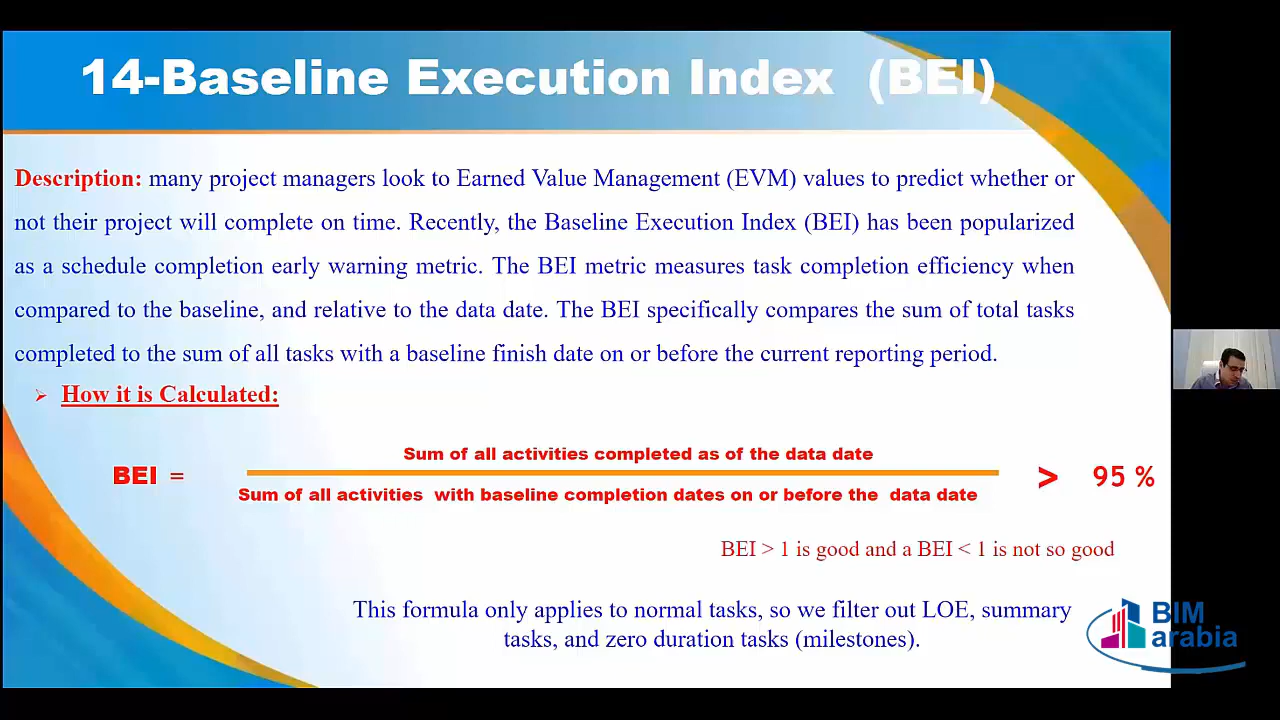 14-Baseline Execution Index (BEI)
Description: many project managers look to Earned Value Management (EVM) values to predict whether or
not their project will complete on time. Recently, the Baseline Execution Index (BEI) has been popularized
as a schedule completion early warning metric. The BEI metric measures task completion efficiency when
compared to the baseline, and relative to the data date. The BEI specifically compares the sum of total tasks
completed to the sum of all tasks with a baseline finish date on or before the current reporting period.
➢ How it is Calculated:
Sum of all activities completed as of the data date
BEI = > 95 %
Sum of all activities with baseline completion dates on or before the data date
BEI > 1 is good and a BEI < 1 is not so good
This formula only applies to normal tasks, so we filter out LOE, summary
tasks, and zero duration tasks (milestones).
BIM
arabia